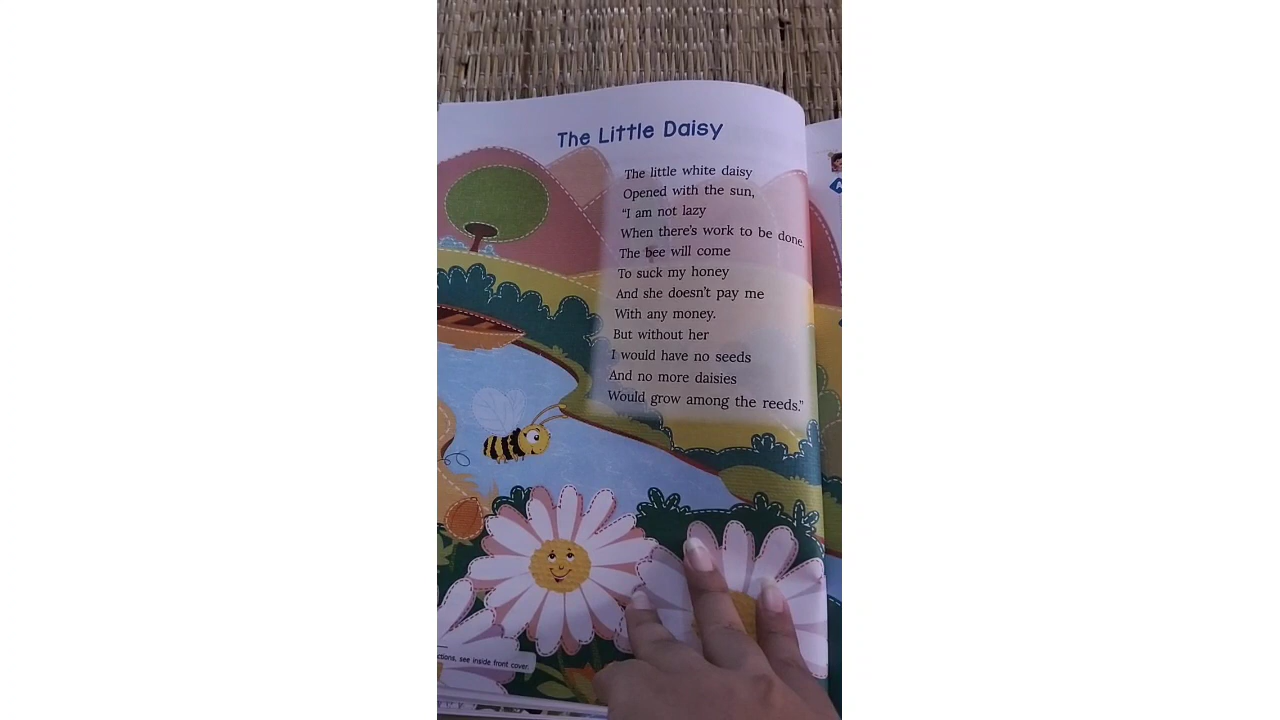 The Little Daisy
The little white daisy
Opened with the sun,
“I am not lazy
When there’s work to be done.
The bee will come
To suck my honey
And she doesn’t pay me
With any money.
But without her
I would have no seeds
And no more daisies
Would grow among the reeds.”
see inside front cover.